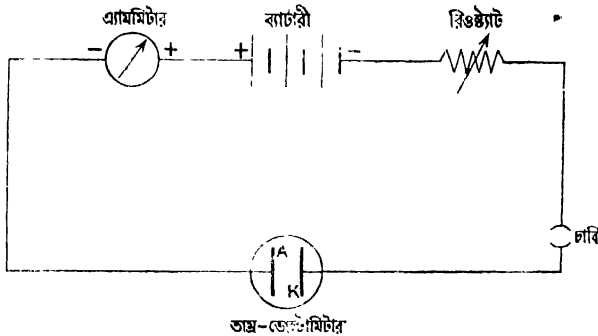 এ্যামমিটার
ব্যাটারী
রিওষ্ট্যাট
− + + −
চাবি
A
K
তাম্র-ভোল্টামিটার